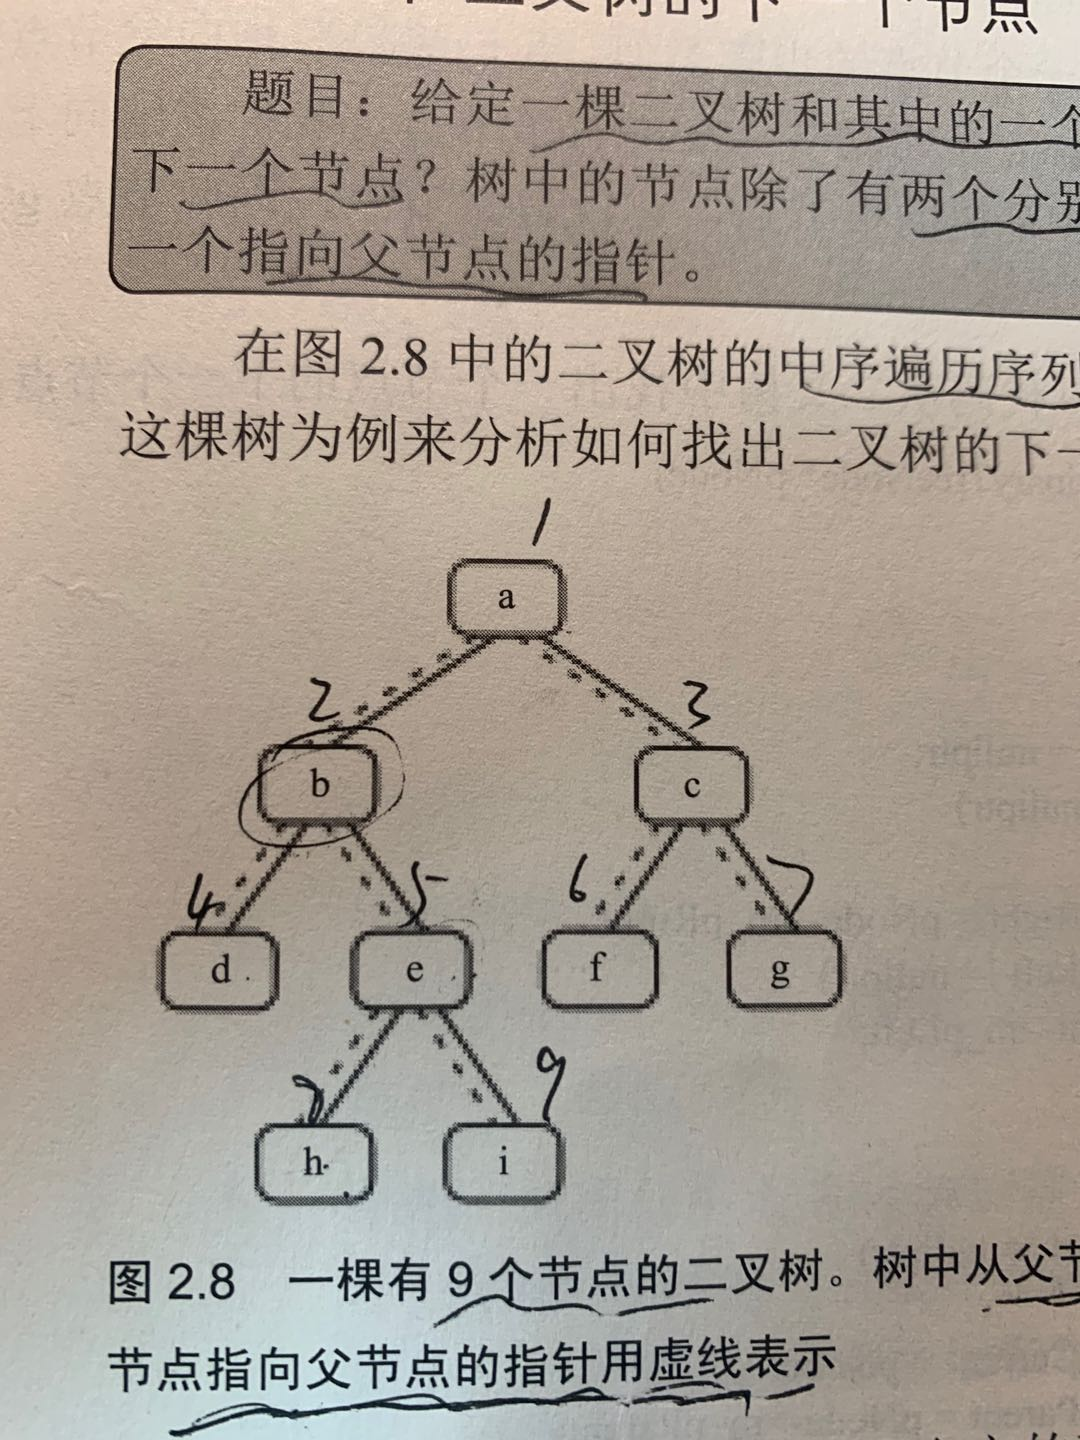 二叉树的下一个节点
题目：给定一棵二叉树和其中的一个
下一个节点？树中的节点除了有两个分别
一个指向父节点的指针。
在图 2.8 中的二叉树的中序遍历序列
这棵树为例来分析如何找出二叉树的下一
1
a
2
3
b
c
4
5
6
7
d
e
f
g
8
9
h
i
图 2.8 一棵有 9 个节点的二叉树。树中从父节
节点指向父节点的指针用虚线表示